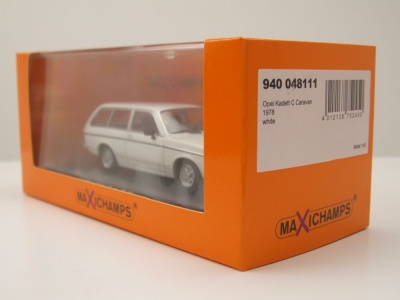 940 048111
Opel Kadett C Caravan
1978
white
MAXICHAMPS®
MAXICHAMPS®